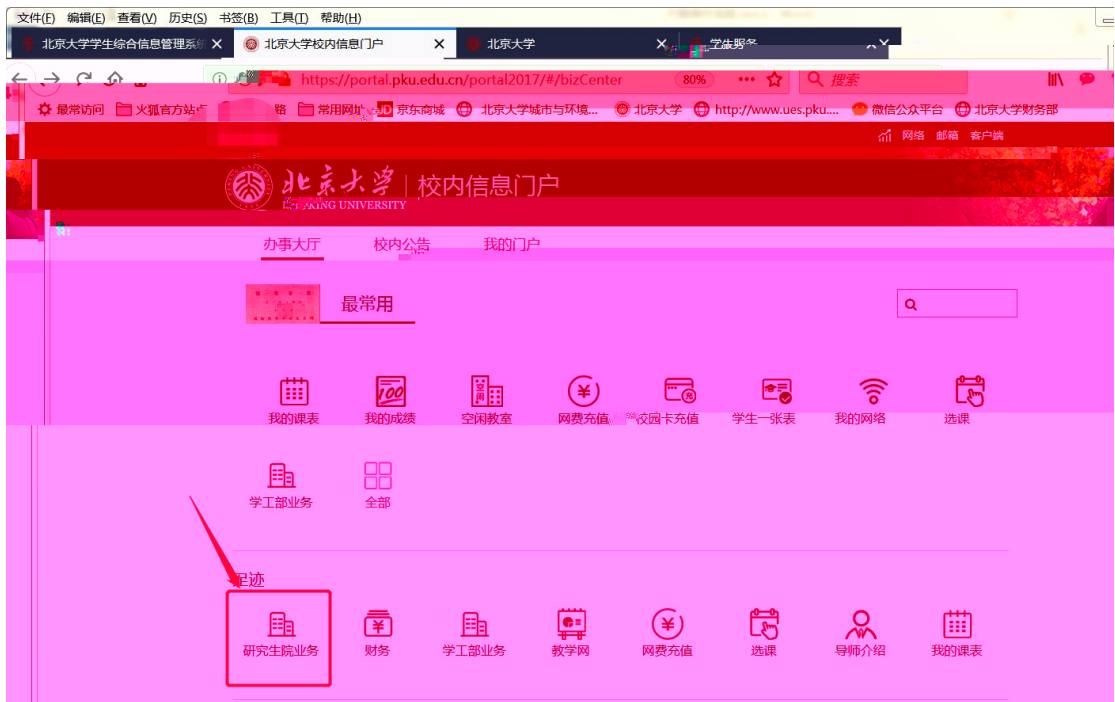 文件(F) 编辑(E) 查看(V) 历史(S) 书签(B) 工具(T) 帮助(H)
北京大学学生综合信息管理系统 × 北京大学校内信息门户 × 北京大学 ×
https://portal.pku.edu.cn/portal2017/#/bizCenter 80% 搜索
最常访问 火狐官方站点 常用网址 JD 京东商城 北京大学城市与环境... 北京大学 http://www.ues.pku.... 微信公众平台 北京大学财务部
网络 邮箱 客户端
北京大学 校内信息门户
PEKING UNIVERSITY
办事大厅 校内公告 我的门户
最常用
我的课表 我的成绩 空闲教室 网费充值 校园卡充值 学生一张表 我的网络 选课
学工部业务 全部
足迹
研究生院业务 财务 学工部业务 教学网 网费充值 选课 导师介绍 我的课表